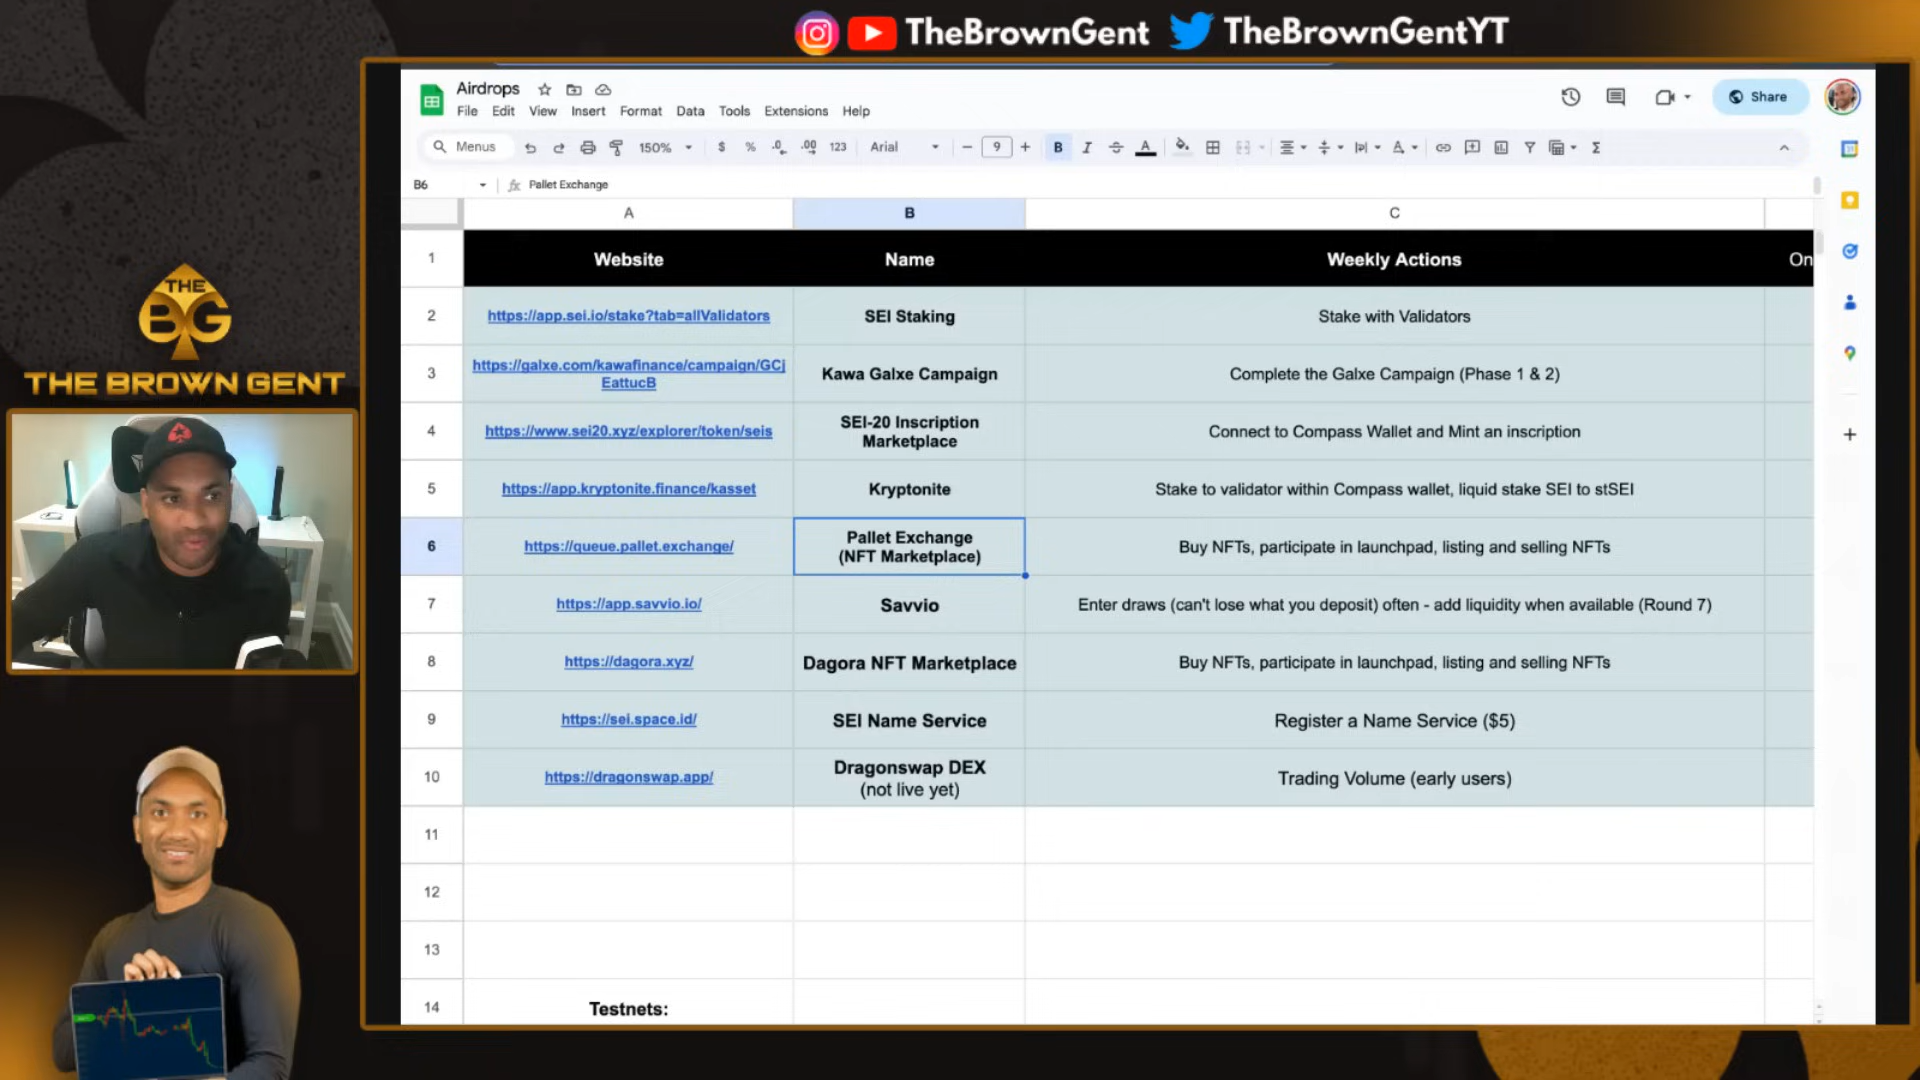 TheBrownGent TheBrownGentYT
Airdrops
File Edit View Insert Format Data Tools Extensions Help
Share
Menus 150% $ % .0 .00 123 Arial 9 B I A
B6 fx Pallet Exchange
A B C
1 Website Name Weekly Actions On
2 https://app.sei.io/stake?tab=allValidators SEI Staking Stake with Validators
3 https://galxe.com/kawafinance/campaign/GCj
EattucB Kawa Galxe Campaign Complete the Galxe Campaign (Phase 1 & 2)
4 https://www.sei20.xyz/explorer/token/seis SEI-20 Inscription
Marketplace Connect to Compass Wallet and Mint an inscription
5 https://app.kryptonite.finance/kasset Kryptonite Stake to validator within Compass wallet, liquid stake SEI to stSEI
6 https://queue.pallet.exchange/ Pallet Exchange
(NFT Marketplace) Buy NFTs, participate in launchpad, listing and selling NFTs
7 https://app.savvio.io/ Savvio Enter draws (can't lose what you deposit) often - add liquidity when available (Round 7)
8 https://dagora.xyz/ Dagora NFT Marketplace Buy NFTs, participate in launchpad, listing and selling NFTs
9 https://sei.space.id/ SEI Name Service Register a Name Service ($5)
10 https://dragonswap.app/ Dragonswap DEX
(not live yet) Trading Volume (early users)
11
12
13
14 Testnets:
THE
BG
THE BROWN GENT